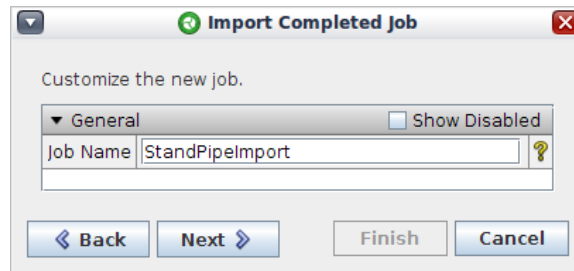 Import Completed Job
Customize the new job.
General Show Disabled
Job Name StandPipeImport ?
Back Next Finish Cancel